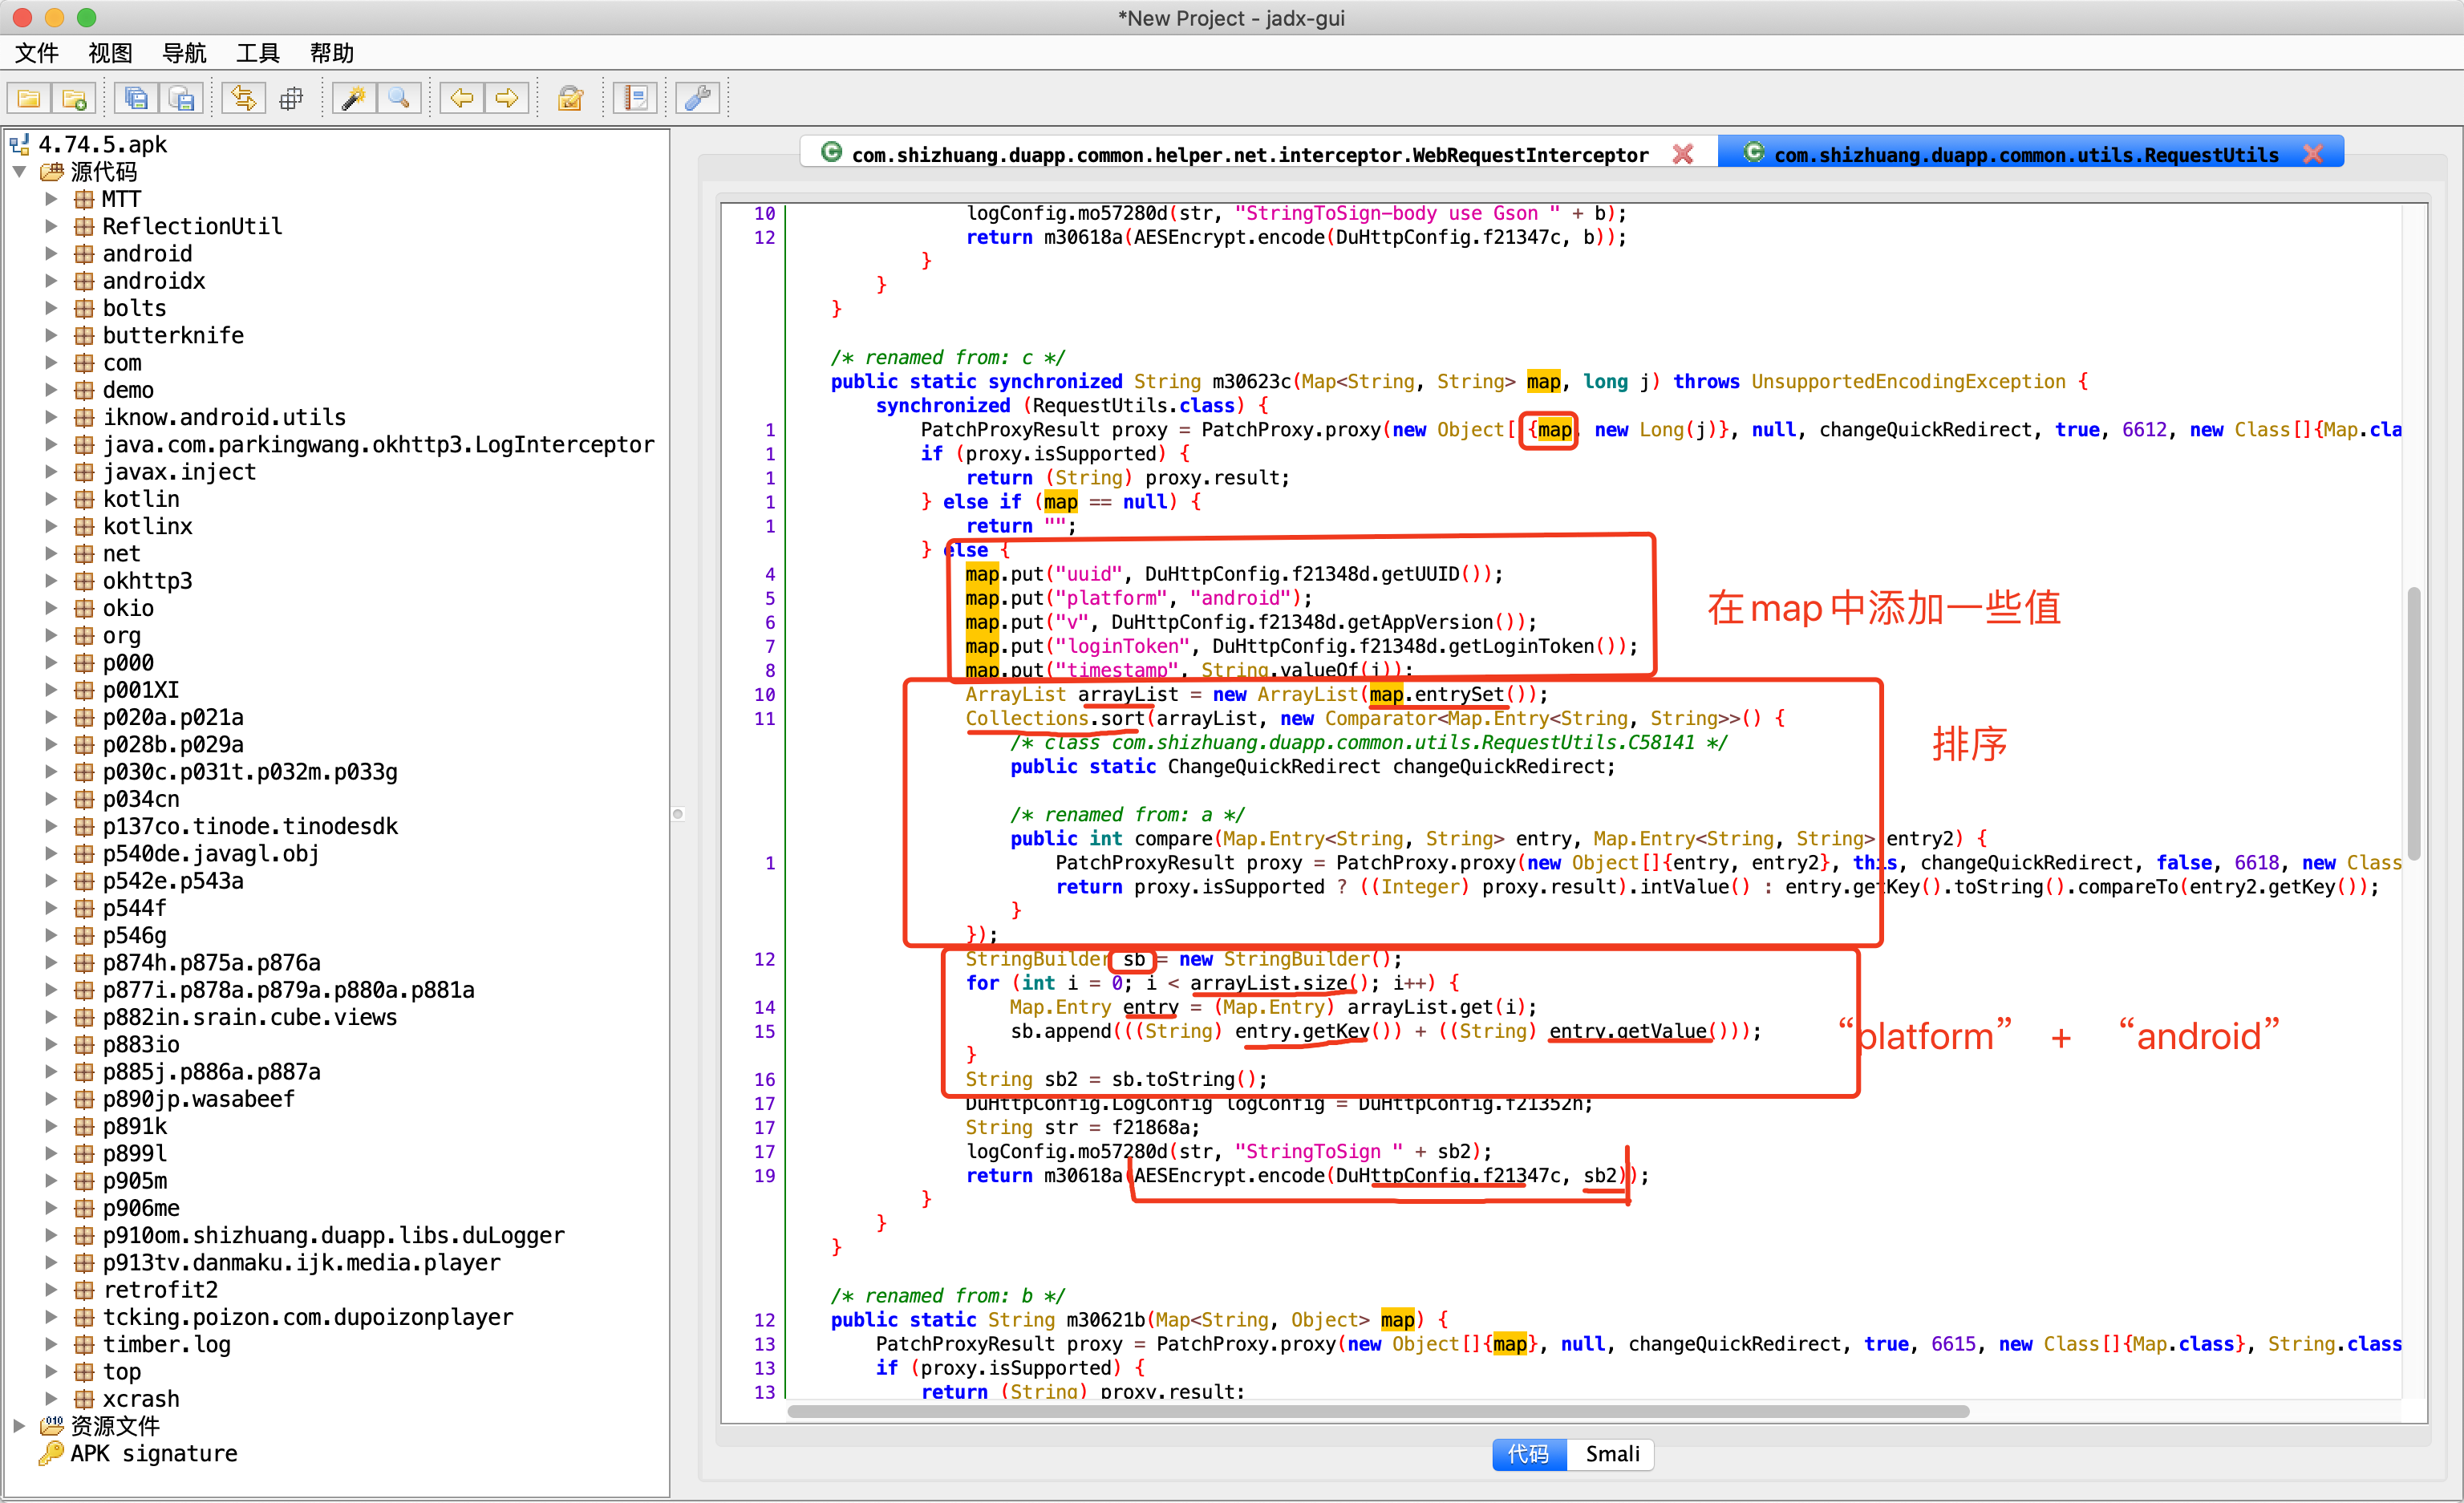 *New Project - jadx-gui
文件 视图 导航 工具 帮助
4.74.5.apk
源代码
MTT
ReflectionUtil
android
androidx
bolts
butterknife
com
demo
iknow.android.utils
java.com.parkingwang.okhttp3.LogInterceptor
javax.inject
kotlin
kotlinx
net
okhttp3
okio
org
p000
p001XI
p020a.p021a
p028b.p029a
p030c.p031t.p032m.p033g
p034cn
p137co.tinode.tinodesdk
p540de.javagl.obj
p542e.p543a
p544f
p546g
p874h.p875a.p876a
p877i.p878a.p879a.p880a.p881a
p882in.srain.cube.views
p883io
p885j.p886a.p887a
p890jp.wasabeef
p891k
p899l
p905m
p906me
p910om.shizhuang.duapp.libs.duLogger
p913tv.danmaku.ijk.media.player
retrofit2
tcking.poizon.com.dupoizonplayer
timber.log
top
xcrash
资源文件
APK signature
com.shizhuang.duapp.common.helper.net.interceptor.WebRequestInterceptor
com.shizhuang.duapp.common.utils.RequestUtils
10 logConfig.mo57280d(str, "StringToSign-body use Gson " + b);
12 return m30618a(AESEncrypt.encode(DuHttpConfig.f21347c, b));
}
}
}
/* renamed from: c */
public static synchronized String m30623c(Map<String, String> map, long j) throws UnsupportedEncodingException {
synchronized (RequestUtils.class) {
1 PatchProxyResult proxy = PatchProxy.proxy(new Object[]{map, new Long(j)}, null, changeQuickRedirect, true, 6612, new Class[]{Map.cla
1 if (proxy.isSupported) {
1 return (String) proxy.result;
1 } else if (map == null) {
1 return "";
} else {
4 map.put("uuid", DuHttpConfig.f21348d.getUUID());
5 map.put("platform", "android");
6 map.put("v", DuHttpConfig.f21348d.getAppVersion());
7 map.put("loginToken", DuHttpConfig.f21348d.getLoginToken());
8 map.put("timestamp", String.valueOf(j));
在map中添加一些值
10 ArrayList arrayList = new ArrayList(map.entrySet());
11 Collections.sort(arrayList, new Comparator<Map.Entry<String, String>>() {
/* class com.shizhuang.duapp.common.utils.RequestUtils.C58141 */
public static ChangeQuickRedirect changeQuickRedirect;
排序
/* renamed from: a */
public int compare(Map.Entry<String, String> entry, Map.Entry<String, String> entry2) {
1 PatchProxyResult proxy = PatchProxy.proxy(new Object[]{entry, entry2}, this, changeQuickRedirect, false, 6618, new Class
return proxy.isSupported ? ((Integer) proxy.result).intValue() : entry.getKey().toString().compareTo(entry2.getKey());
}
});
12 StringBuilder sb = new StringBuilder();
for (int i = 0; i < arrayList.size(); i++) {
14 Map.Entry entry = (Map.Entry) arrayList.get(i);
15 sb.append(((String) entry.getKey()) + ((String) entry.getValue()));
“platform” + “android”
}
16 String sb2 = sb.toString();
17 DuHttpConfig.LogConfig logConfig = DuHttpConfig.f21352h;
17 String str = f21868a;
17 logConfig.mo57280d(str, "StringToSign " + sb2);
19 return m30618a(AESEncrypt.encode(DuHttpConfig.f21347c, sb2));
}
}
}
/* renamed from: b */
12 public static String m30621b(Map<String, Object> map) {
13 PatchProxyResult proxy = PatchProxy.proxy(new Object[]{map}, null, changeQuickRedirect, true, 6615, new Class[]{Map.class}, String.class
13 if (proxy.isSupported) {
13 return (String) proxy.result;
代码 Smali